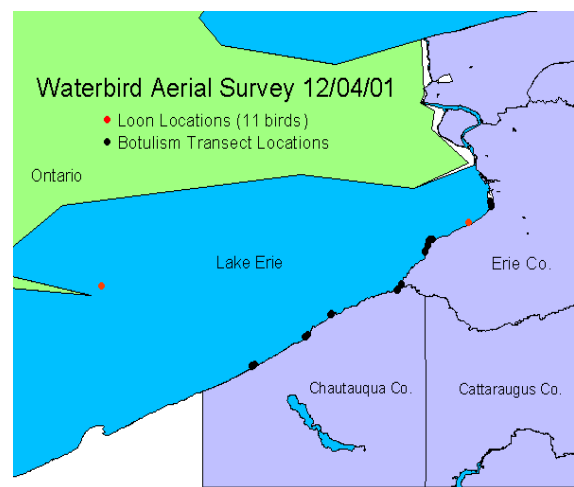 Waterbird Aerial Survey 12/04/01
Loon Locations (11 birds)
Botulism Transect Locations
Ontario
Lake Erie
Erie Co.
Chautauqua Co.
Cattaraugus Co.